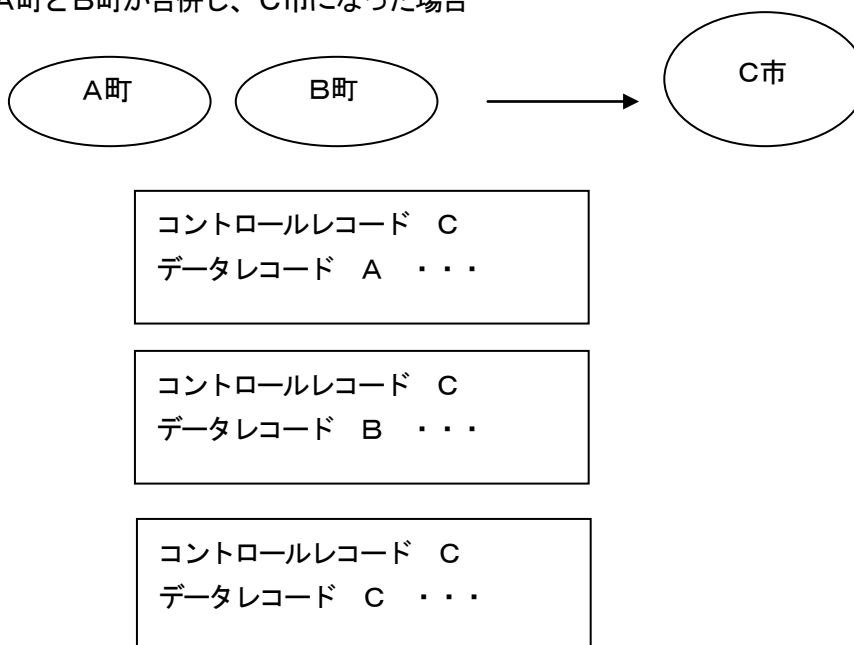 A町とB町が合併し、C市になった場合
A町
B町
C市
コントロールレコード　C
データレコード　A　・・・
コントロールレコード　C
データレコード　B　・・・
コントロールレコード　C
データレコード　C　・・・